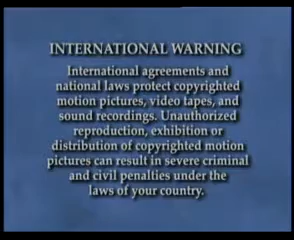 INTERNATIONAL WARNING
International agreements and
national laws protect copyrighted
motion pictures, video tapes, and
sound recordings. Unauthorized
reproduction, exhibition or
distribution of copyrighted motion
pictures can result in severe criminal
and civil penalties under the
laws of your country.